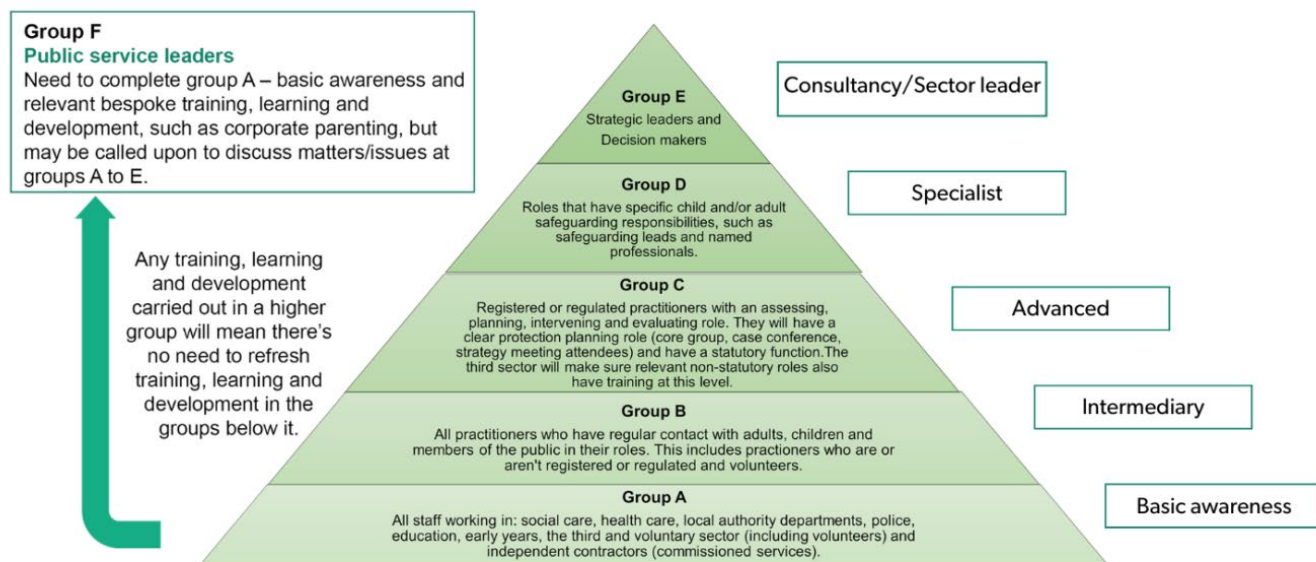 Group F
Public service leaders
Need to complete group A – basic awareness and
relevant bespoke training, learning and
development, such as corporate parenting, but
may be called upon to discuss matters/issues at
groups A to E.
Any training, learning
and development
carried out in a higher
group will mean there's
no need to refresh
training, learning and
development in the
groups below it.
Group E
Strategic leaders and
Decision makers
Consultancy/Sector leader
Group D
Roles that have specific child and/or adult
safeguarding responsibilities, such as
safeguarding leads and named
professionals.
Specialist
Group C
Registered or regulated practitioners with an assessing,
planning, intervening and evaluating role. They will have a
clear protection planning role (core group, case conference,
strategy meeting attendees) and have a statutory function.The
third sector will make sure relevant non-statutory roles also
have training at this level.
Advanced
Group B
All practitioners who have regular contact with adults, children and
members of the public in their roles. This includes practioners who are or
aren't registered or regulated and volunteers.
Intermediary
Group A
All staff working in: social care, health care, local authority departments, police,
education, early years, the third and voluntary sector (including volunteers) and
independent contractors (commissioned services).
Basic awareness